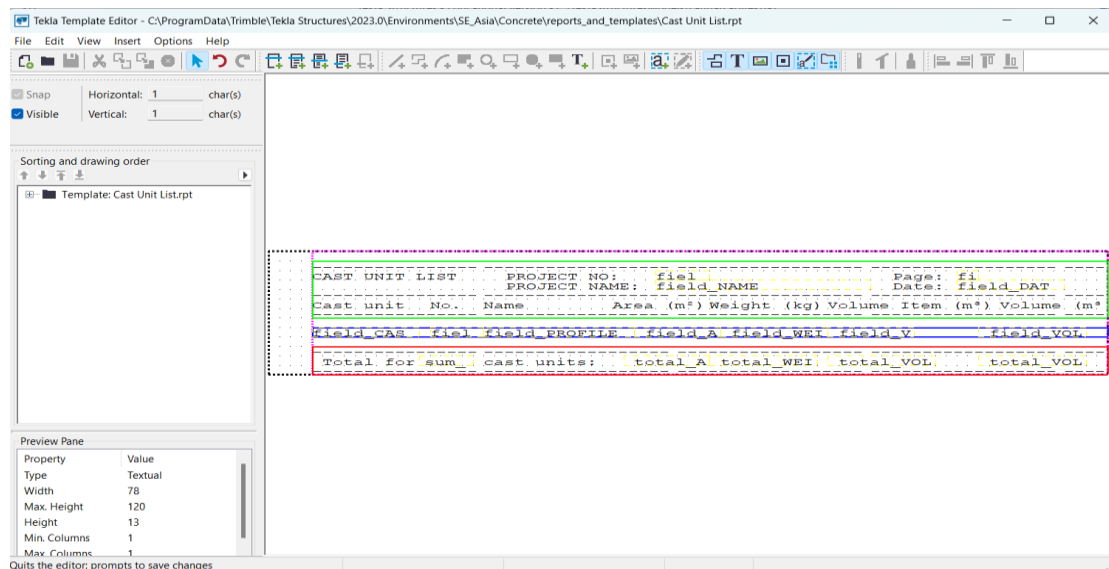 Tekla Template Editor - C:\ProgramData\Trimble\Tekla Structures\2023.0\Environments\SE_Asia\Concrete\reports_and_templates\Cast Unit List.rpt
File Edit View Insert Options Help
Snap Horizontal: 1 char(s)
Visible Vertical: 1 char(s)
Sorting and drawing order
Template: Cast Unit List.rpt
CAST UNIT LIST PROJECT NO: field Page: fi
PROJECT NAME: field_NAME Date: field_DAT
Cast unit No. Name Area (m²) Weight (kg) Volume Item (m³) Volume (m³
field_CAS fiel field_PROFILE field_A field_WEI field_V field_VOL
Total for sum_ cast units: total_A total_WEI total_VOL total_VOL
Preview Pane
Property Value
Type Textual
Width 78
Max. Height 120
Height 13
Min. Columns 1
Max. Columns 1
Quits the editor; prompts to save changes